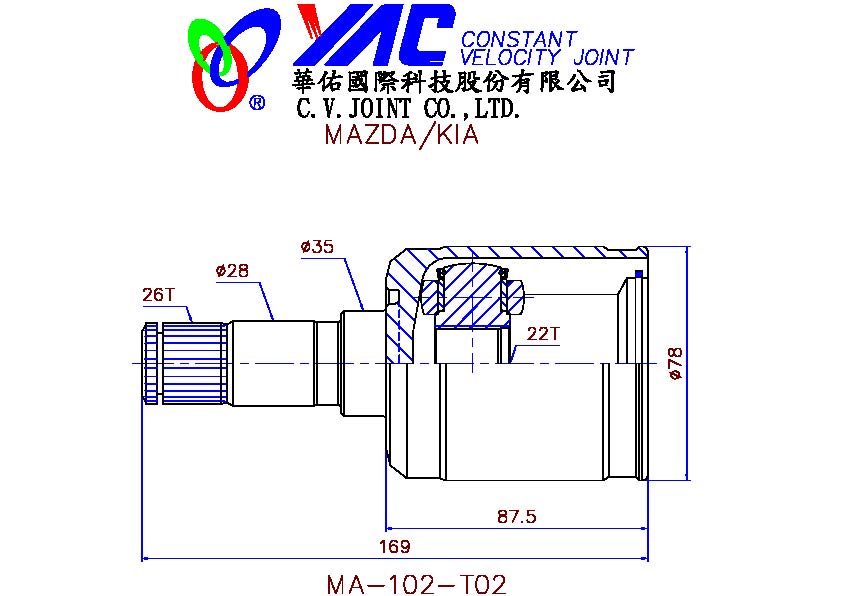 YAC CONSTANT
VELOCITY JOINT
®
華佑國際科技股份有限公司
C.V.JOINT CO.,LTD.
MAZDA/KIA
ø35
ø28
26T
22T
ø78
87.5
169
MA-102-T02